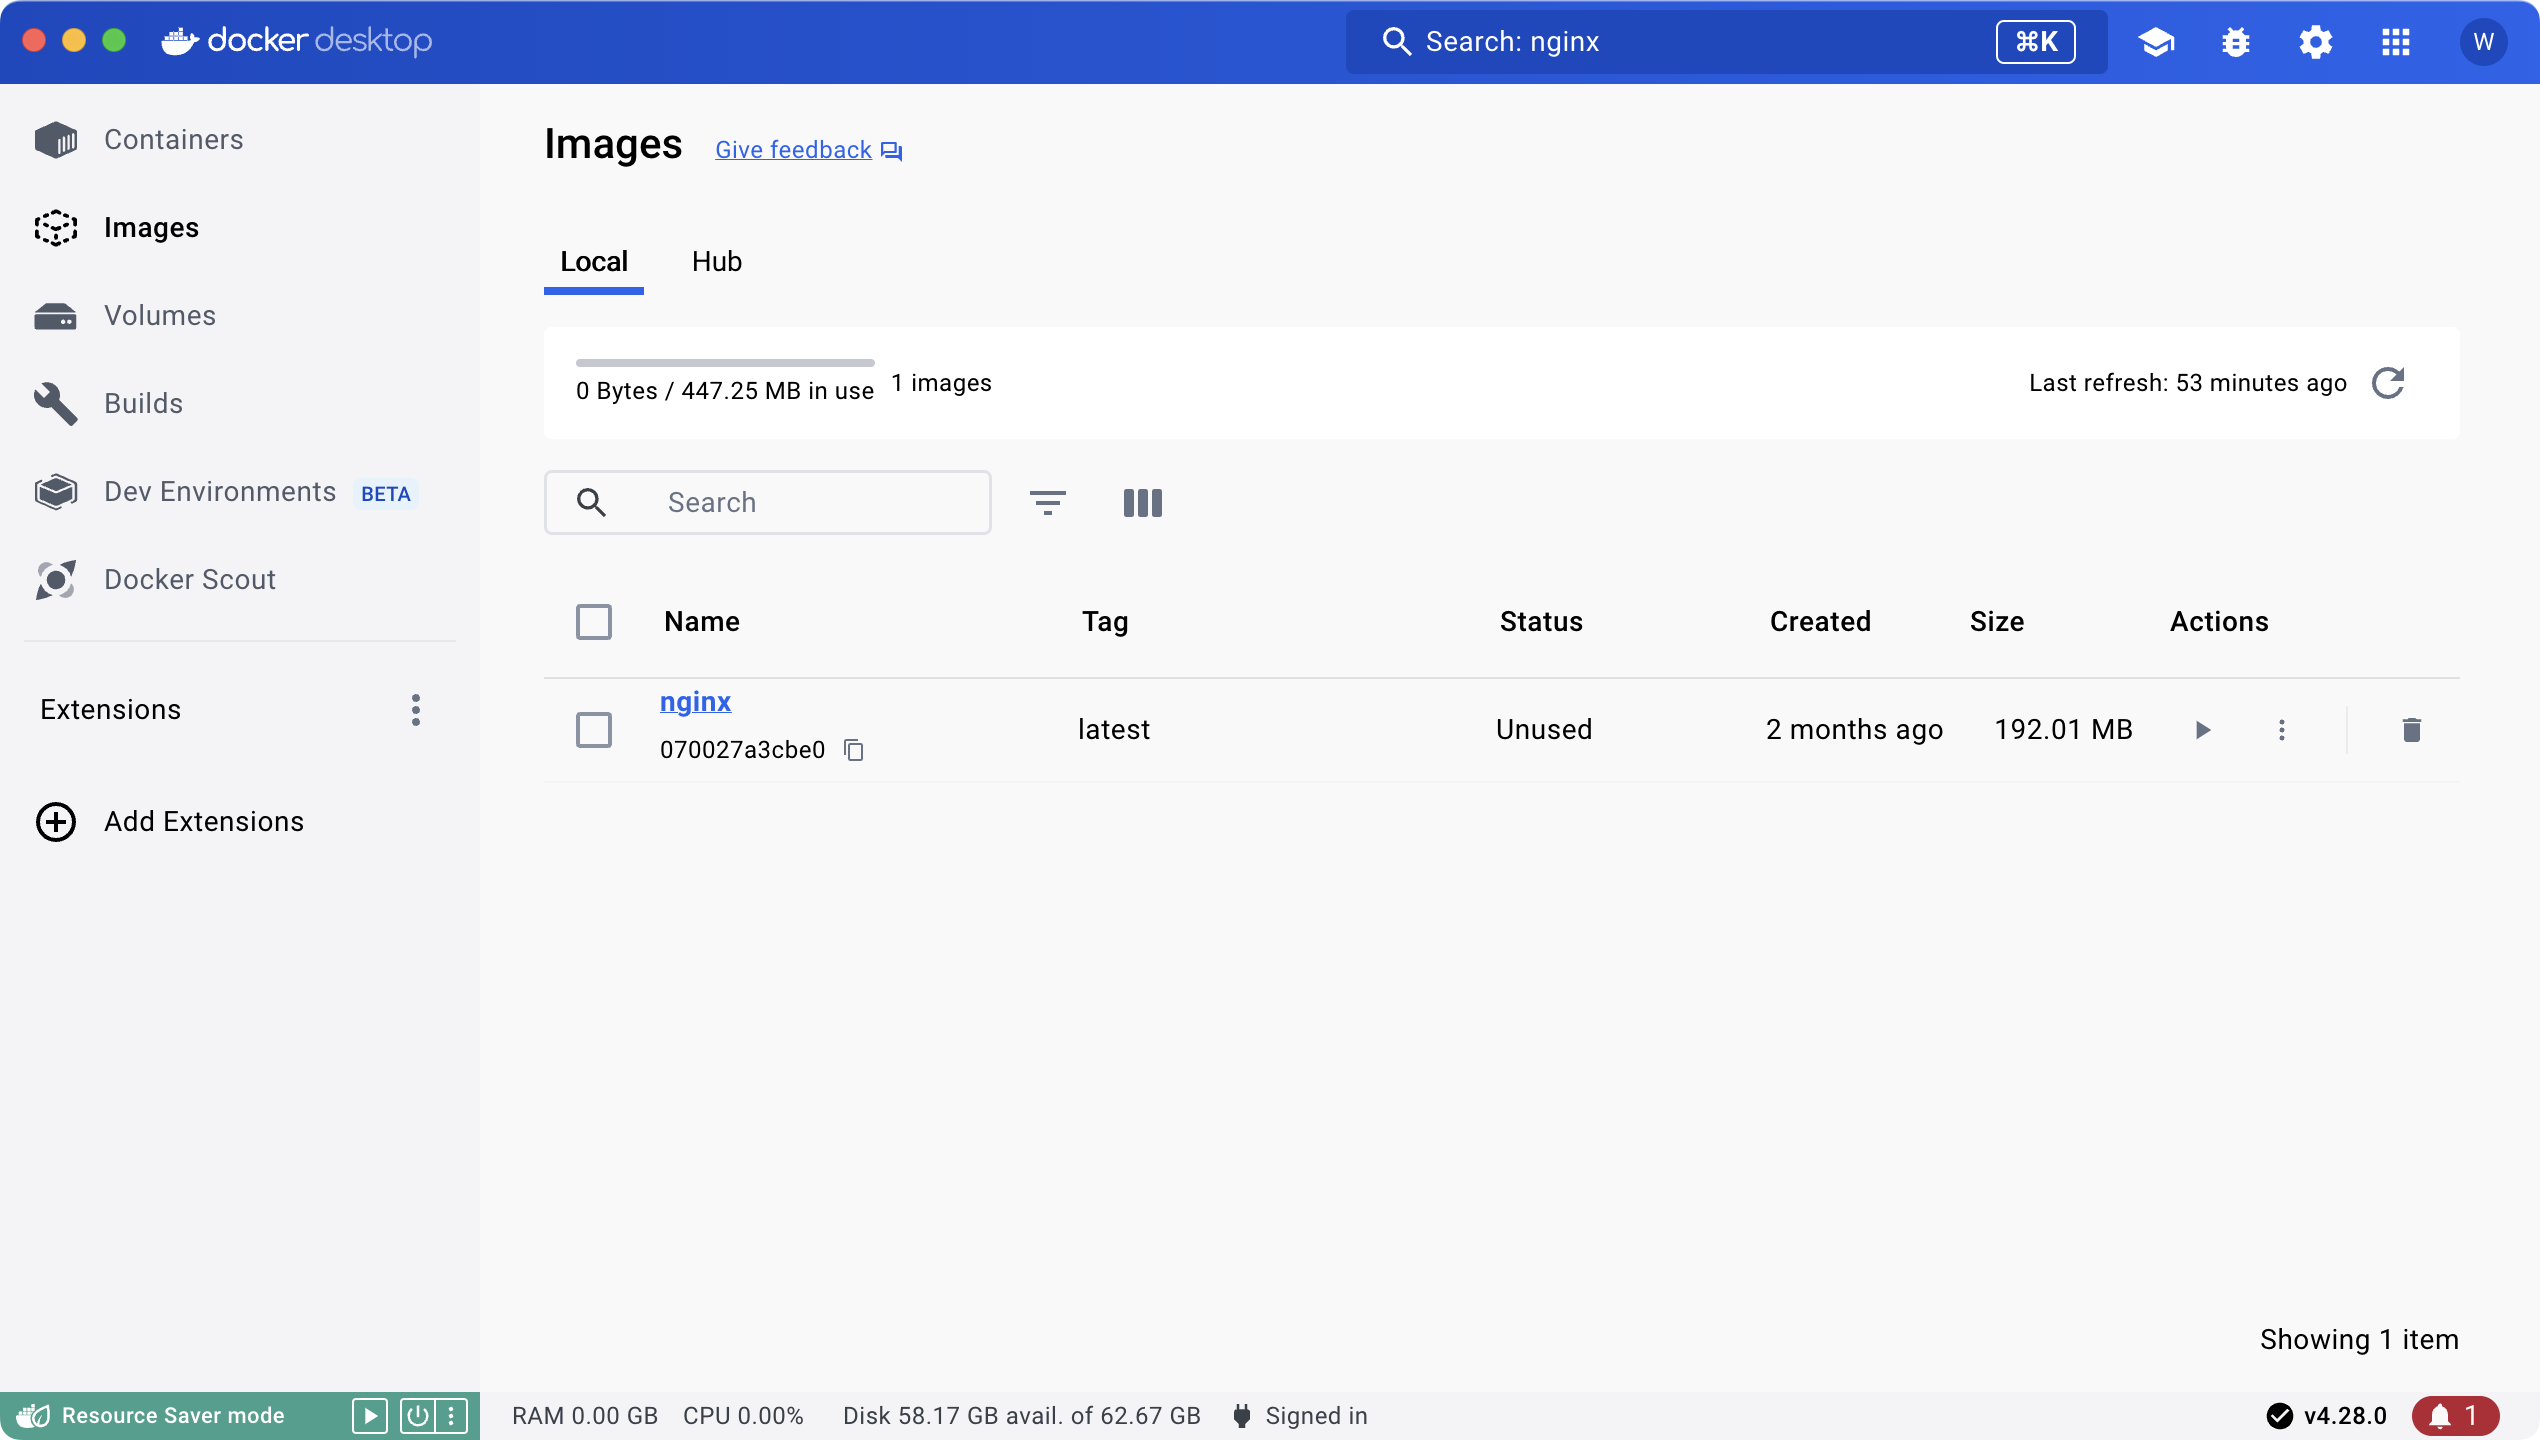 docker desktop
Search: nginx
⌘K
W
Containers
Images
Volumes
Builds
Dev Environments BETA
Docker Scout
Extensions
Add Extensions
Images
Give feedback
Local
Hub
0 Bytes / 447.25 MB in use
1 images
Last refresh: 53 minutes ago
Search
Name Tag Status Created Size Actions
nginx
070027a3cbe0
latest
Unused
2 months ago
192.01 MB
Showing 1 item
Resource Saver mode
RAM 0.00 GB CPU 0.00% Disk 58.17 GB avail. of 62.67 GB Signed in
v4.28.0
1